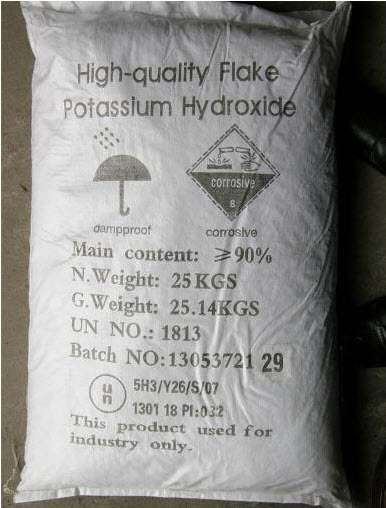 High-quality Flake
Potassium Hydroxide
corrosive
8
dampproof
corrosive
Main content: ≥90%
N.Weight: 25KGS
G.Weight: 25.14KGS
UN NO.: 1813
Batch NO:13053721 29
un
5H3/Y26/S/07
1301 18 PI:032
This product used for
industry only.